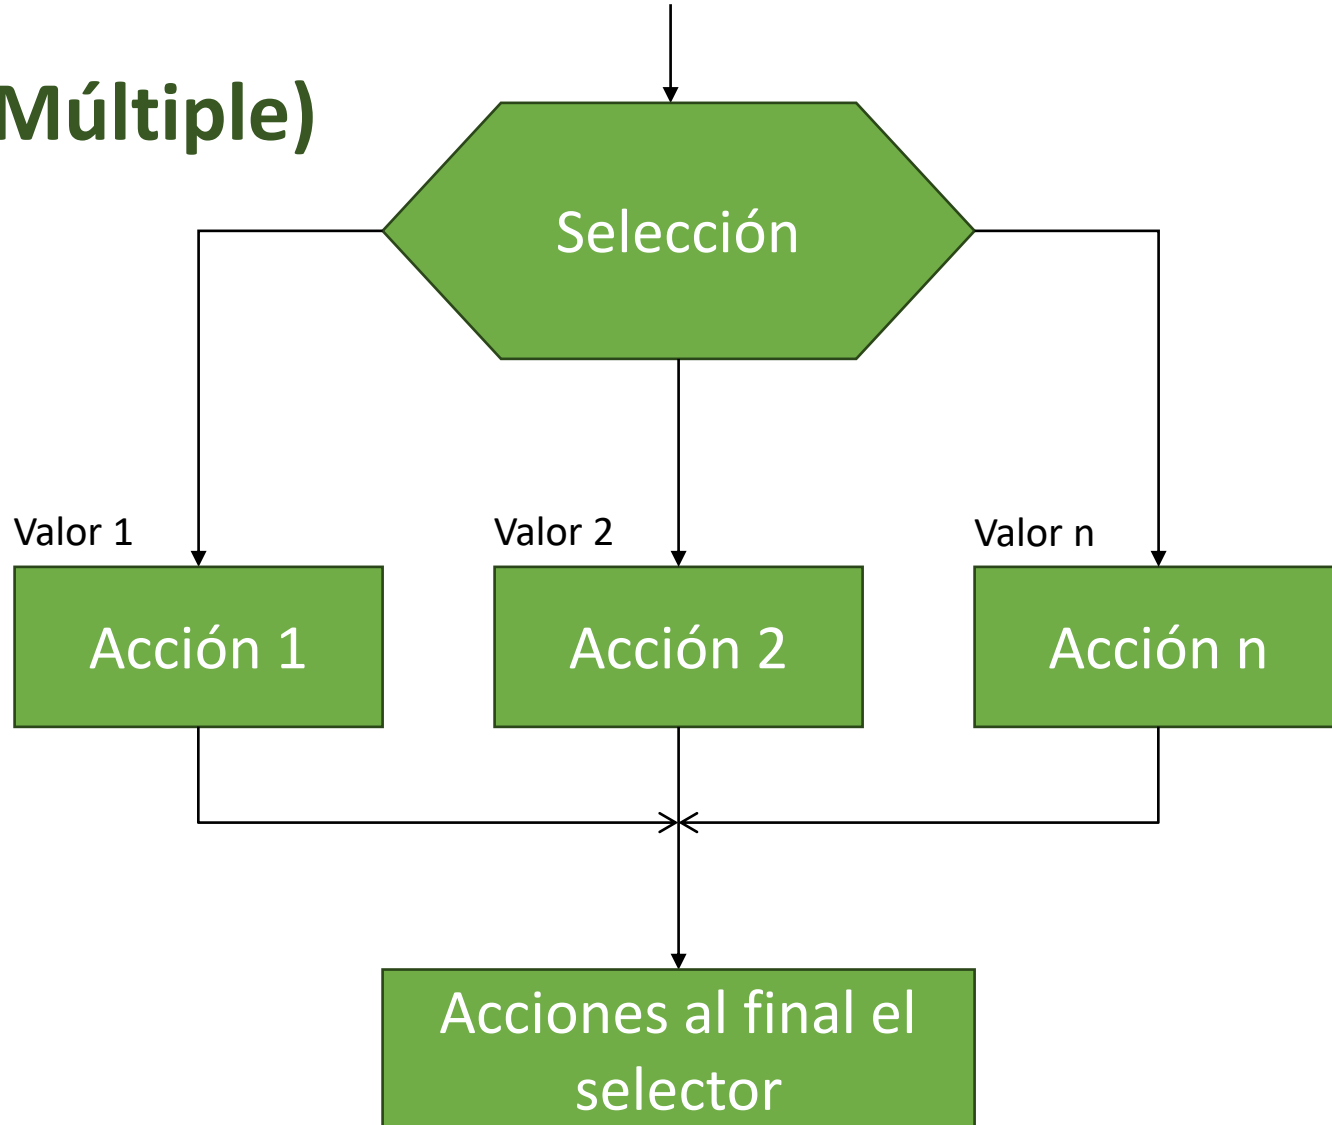 Múltiple)
Selección
Valor 1
Valor 2
Valor n
Acción 1
Acción 2
Acción n
Acciones al final el
selector